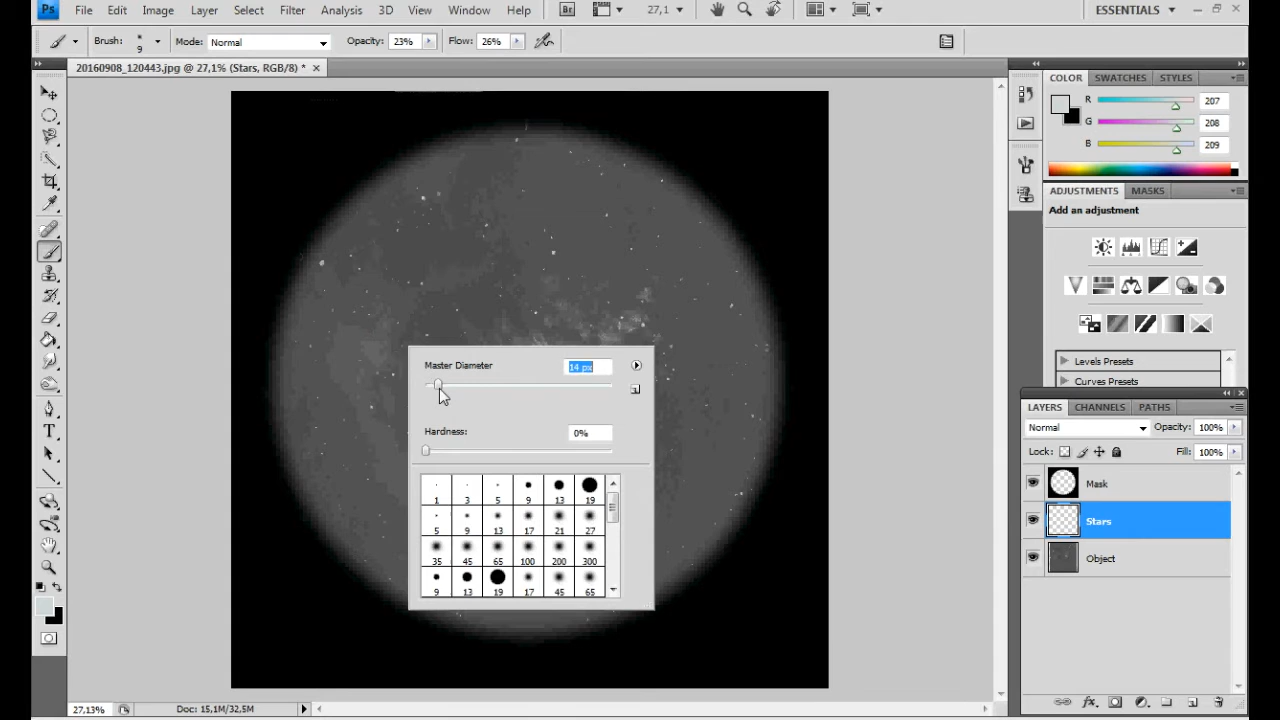 Ps File Edit Image Layer Select Filter Analysis 3D View Window Help Br 27,1 ESSENTIALS
Brush: 9 Mode: Normal Opacity: 23% Flow: 26%
20160908_120443.jpg @ 27,1% (Stars, RGB/8) *
COLOR SWATCHES STYLES
R 207
G 208
B 209
ADJUSTMENTS MASKS
Add an adjustment
Levels Presets
Curves Presets
Master Diameter 14 px
Hardness: 0%
1 3 5 9 13 19
5 9 13 17 21 27
35 45 65 100 200 300
9 13 19 17 45 65
LAYERS CHANNELS PATHS
Normal Opacity: 100%
Lock: Fill: 100%
Mask
Stars
Object
27,13% Doc: 15,1M/32,5M